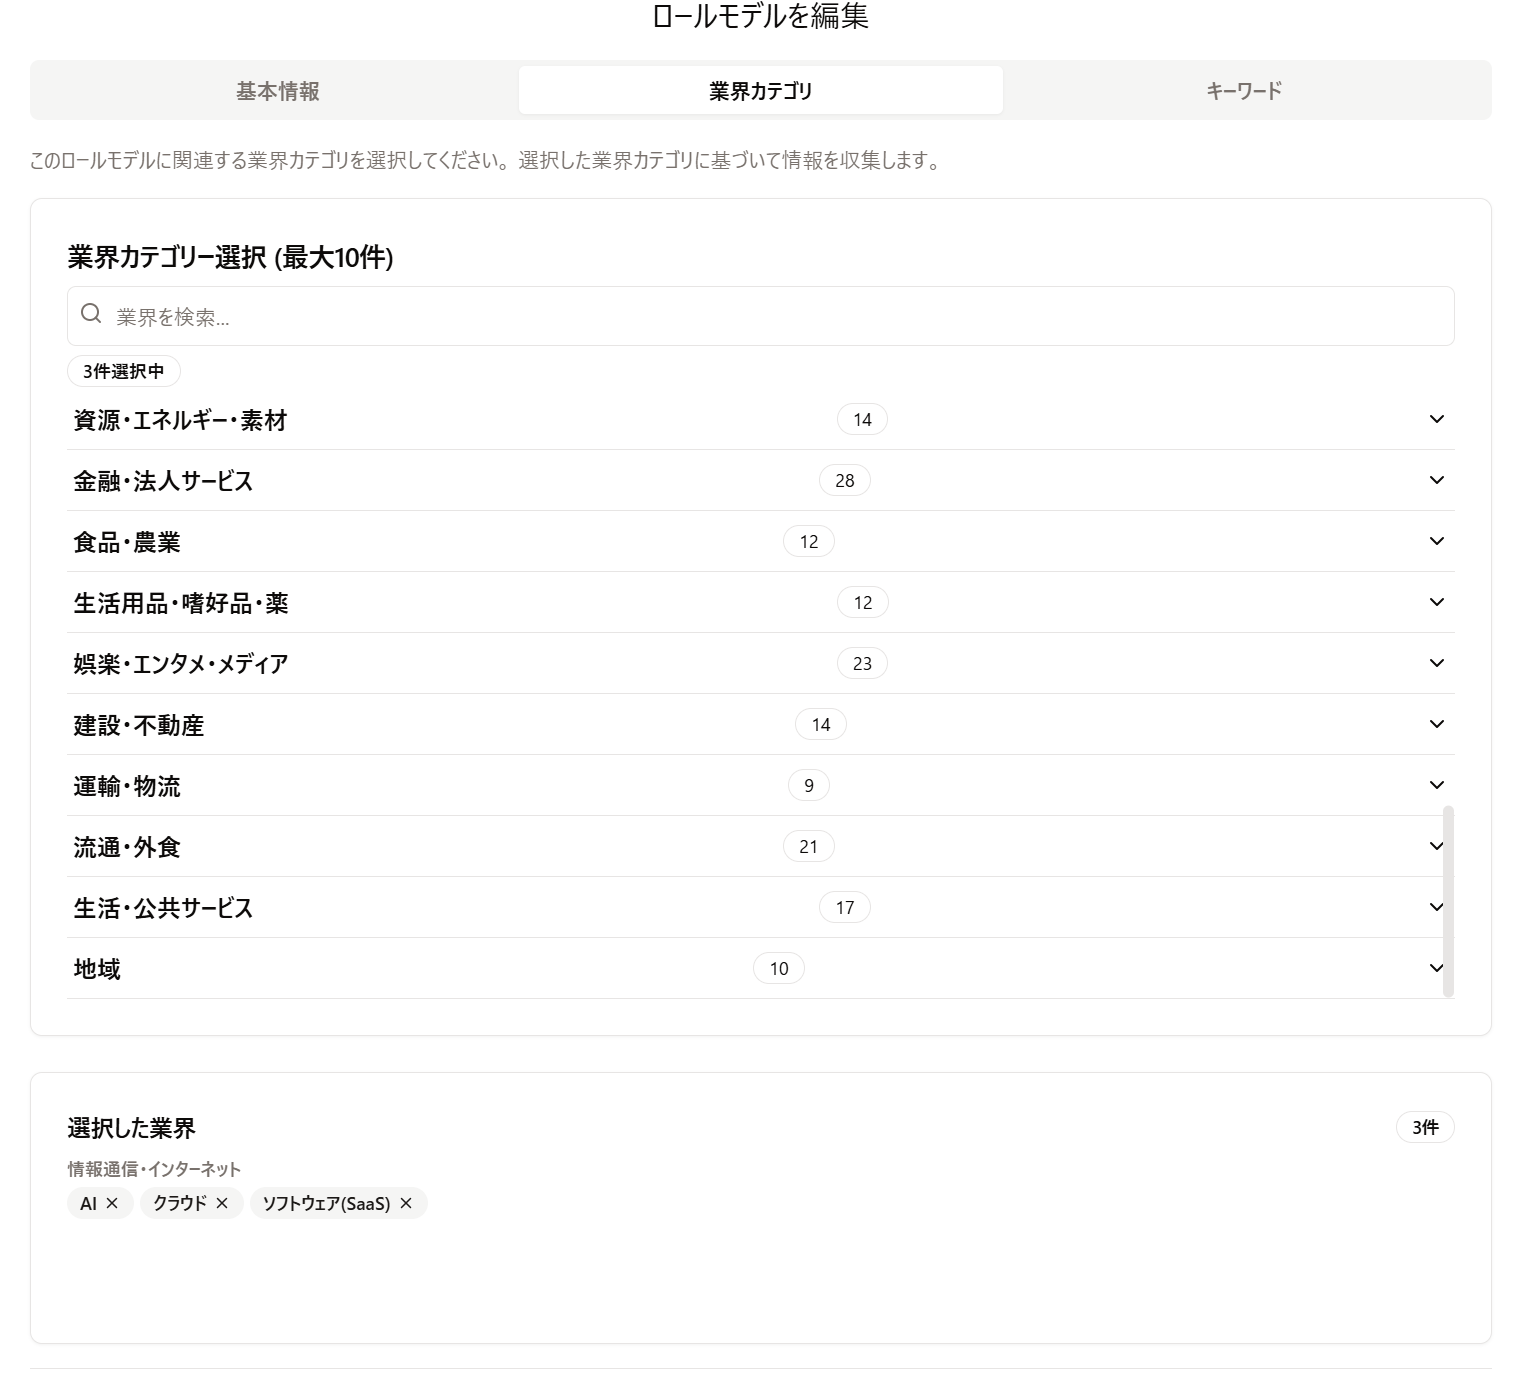 ロールモデルを編集
基本情報
業界カテゴリ
キーワード
このロールモデルに関連する業界カテゴリを選択してください。選択した業界カテゴリに基づいて情報を収集します。
業界カテゴリー選択 (最大10件)
業界を検索...
3件選択中
資源・エネルギー・素材 14
金融・法人サービス 28
食品・農業 12
生活用品・嗜好品・薬 12
娯楽・エンタメ・メディア 23
建設・不動産 14
運輸・物流 9
流通・外食 21
生活・公共サービス 17
地域 10
選択した業界 3件
情報通信・インターネット
AI × クラウド × ソフトウェア(SaaS) ×